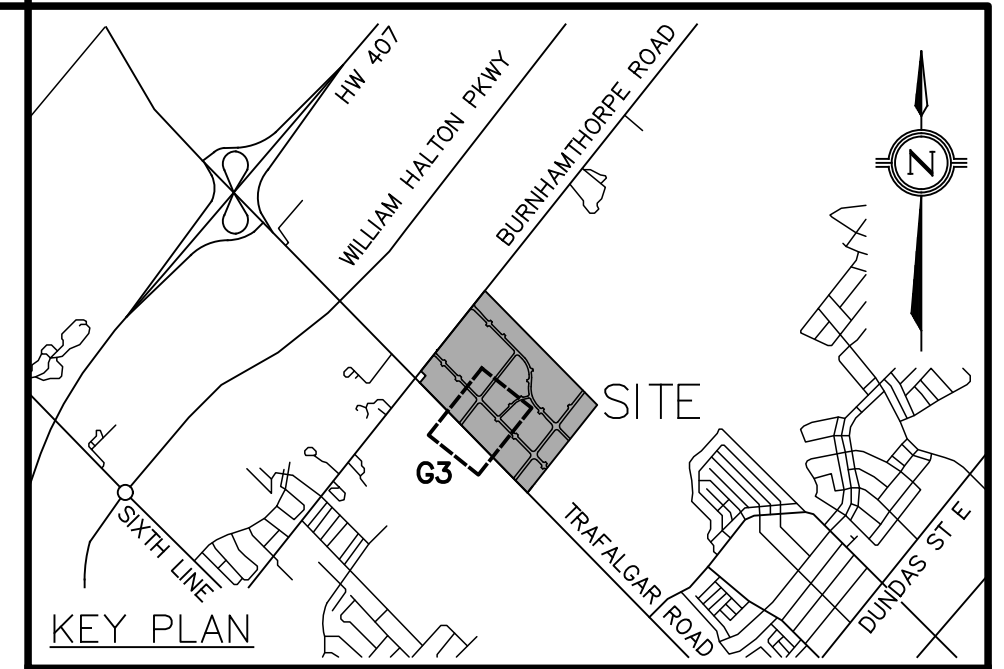 HW 407
WILLIAM HALTON PKWY
BURNHAMTHORPE ROAD
N
SITE
G3
SIXTH LINE
TRAFALGAR ROAD
DUNDAS ST E
KEY PLAN